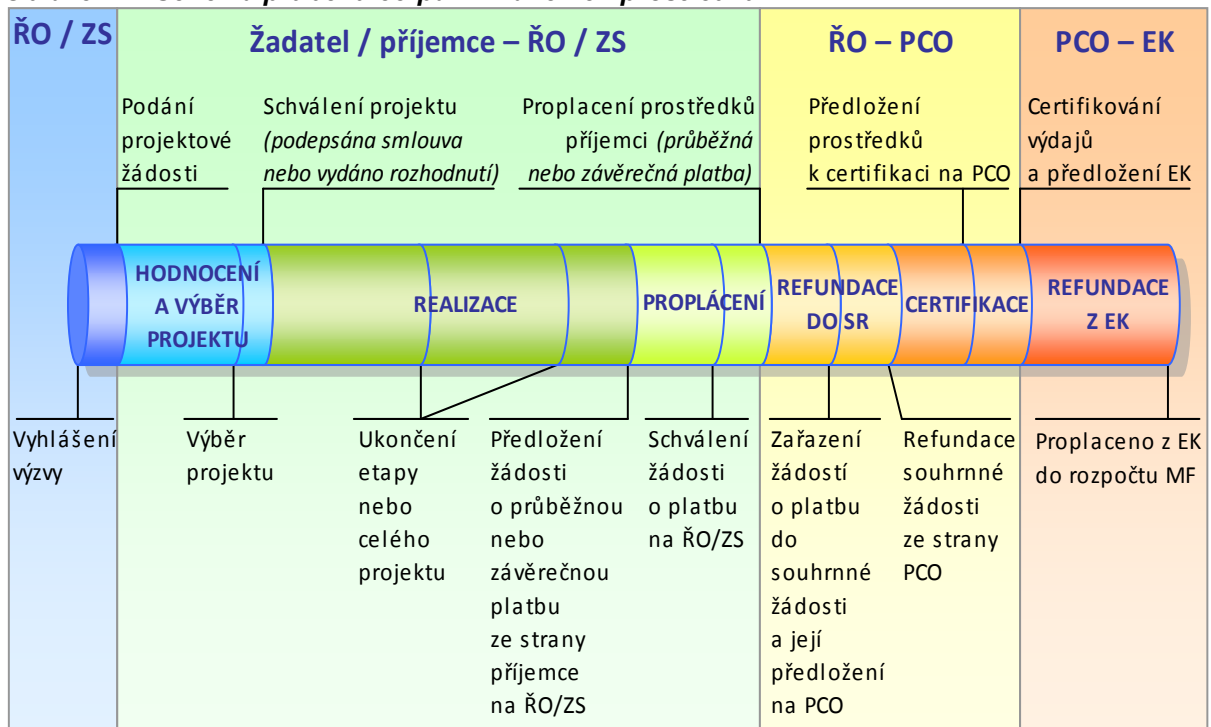 ŘO / ZS
Žadatel / příjemce – ŘO / ZS
ŘO – PCO
PCO – EK
Podání
projektové
žádosti
Schválení projektu
(podepsána smlouva
nebo vydáno rozhodnutí)
Proplacení prostředků
příjemci (průběžná
nebo závěrečná platba)
Předložení
prostředků
k certifikaci na PCO
Certifikování
výdajů
a předložení EK
HODNOCENÍ
A VÝBĚR
PROJEKTU
REALIZACE
PROPLÁCENÍ
REFUNDACE
DO SR
CERTIFIKACE
REFUNDACE
Z EK
Vyhlášení
výzvy
Výběr
projektu
Ukončení
etapy
nebo
celého
projektu
Předložení
žádosti
o průběžnou
nebo
závěrečnou
platbu
ze strany
příjemce
na ŘO/ZS
Schválení
žádosti
o platbu
na ŘO/ZS
Zařazení
žádostí
o platbu
do
souhrnné
žádosti
a její
předložení
na PCO
Refundace
souhrnné
žádosti
ze strany
PCO
Proplaceno z EK
do rozpočtu MF